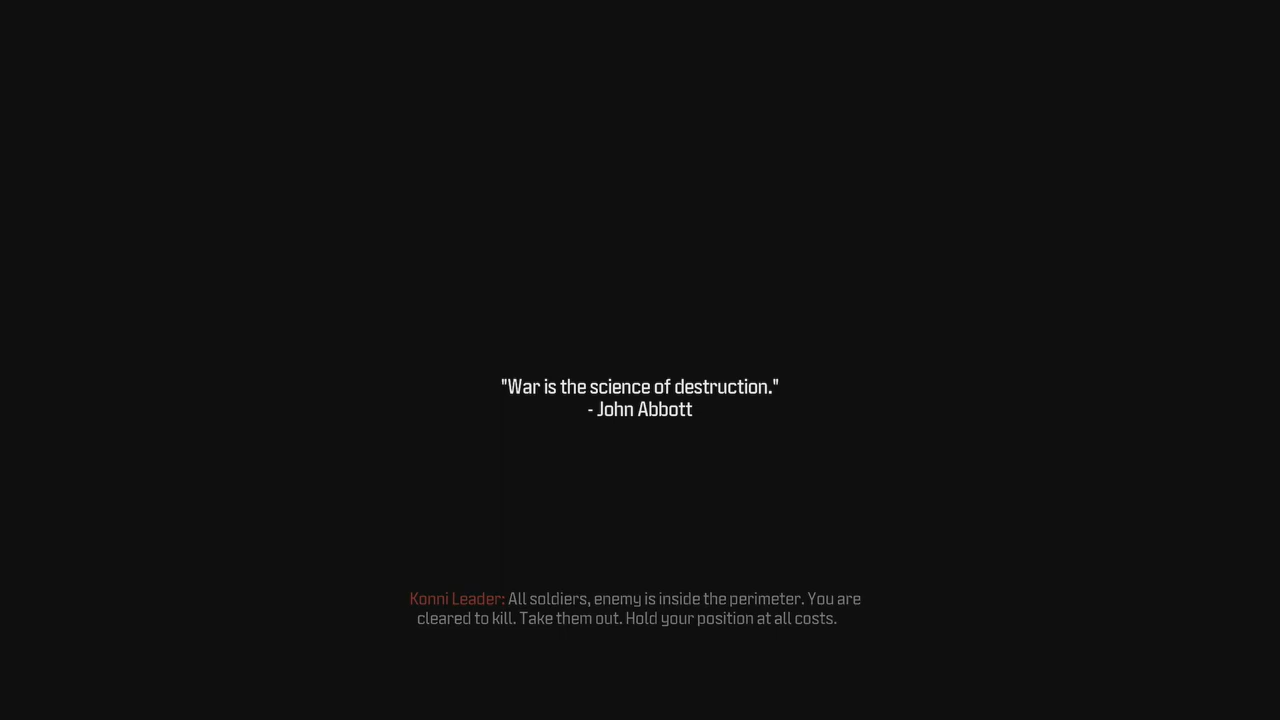 "War is the science of destruction."
- John Abbott
Konni Leader: All soldiers, enemy is inside the perimeter. You are
cleared to kill. Take them out. Hold your position at all costs.